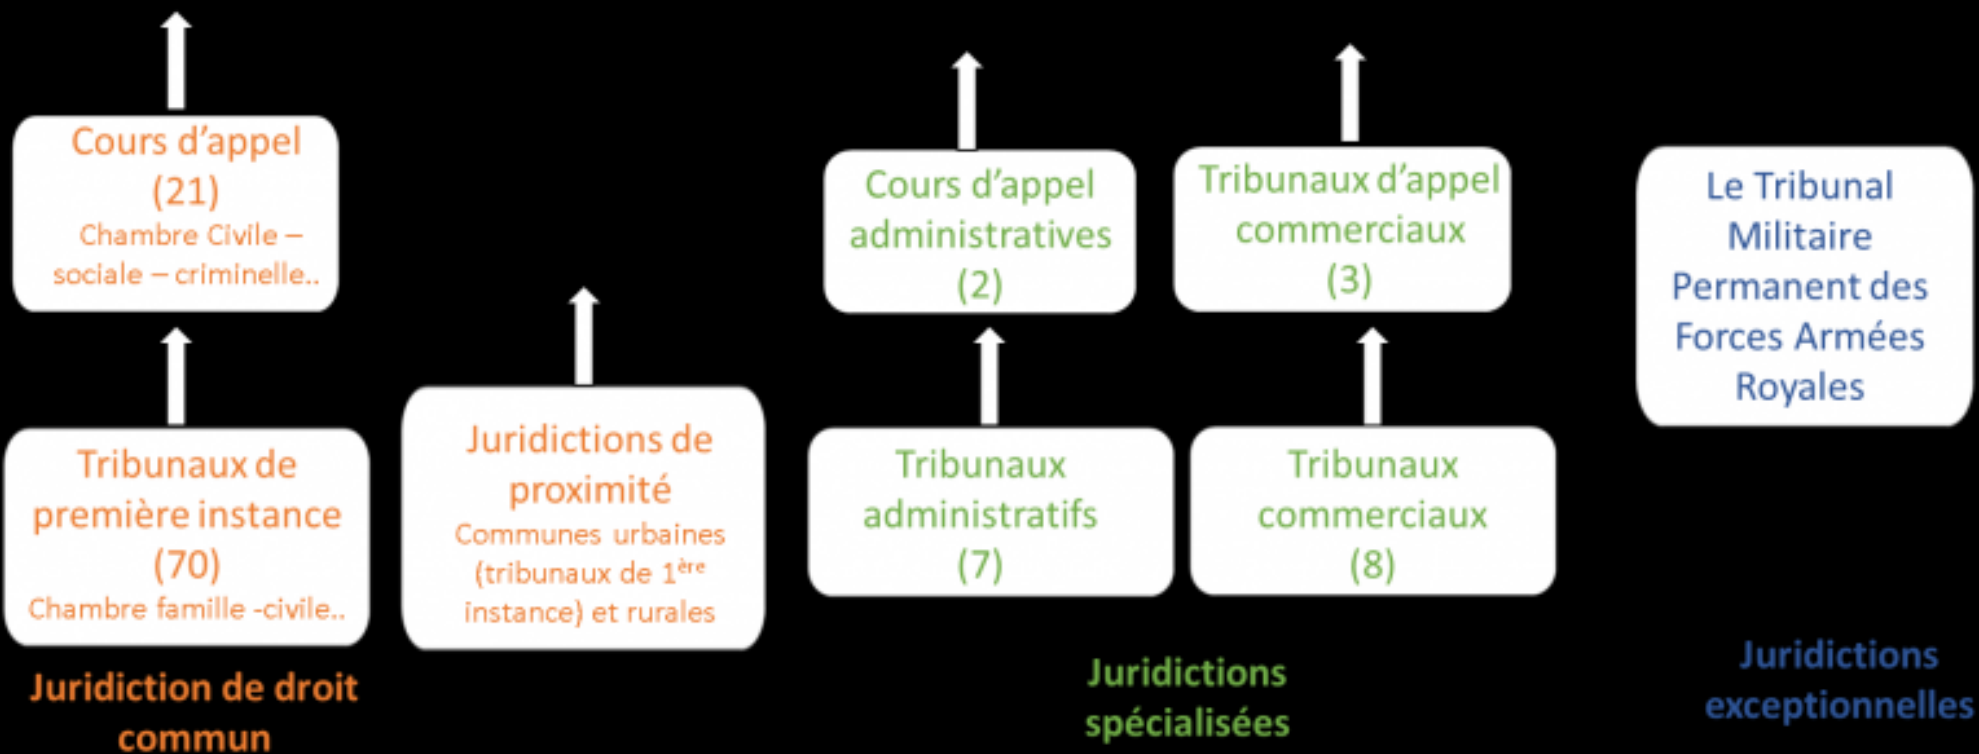 Cours d’appel
(21)
Chambre Civile –
sociale – criminelle..
Tribunaux de
première instance
(70)
Chambre famille -civile..
Juridiction de droit
commun
Juridictions de
proximité
Communes urbaines
(tribunaux de 1ère
instance) et rurales
Cours d’appel
administratives
(2)
Tribunaux d’appel
commerciaux
(3)
Tribunaux
administratifs
(7)
Tribunaux
commerciaux
(8)
Juridictions
spécialisées
Le Tribunal
Militaire
Permanent des
Forces Armées
Royales
Juridictions
exceptionnelles